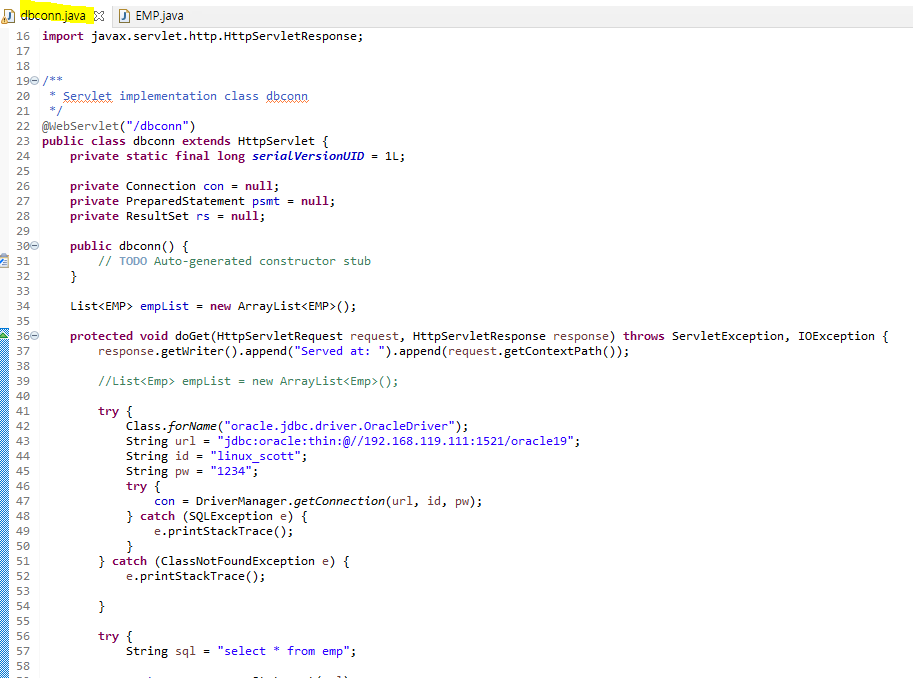 dbconn.java EMP.java
16 import javax.servlet.http.HttpServletResponse;
17
18
19 /**
20 * Servlet implementation class dbconn
21 */
22 @WebServlet("/dbconn")
23 public class dbconn extends HttpServlet {
24 private static final long serialVersionUID = 1L;
25
26 private Connection con = null;
27 private PreparedStatement psmt = null;
28 private ResultSet rs = null;
29
30 public dbconn() {
31 // TODO Auto-generated constructor stub
32 }
33
34 List<EMP> empList = new ArrayList<EMP>();
35
36 protected void doGet(HttpServletRequest request, HttpServletResponse response) throws ServletException, IOException {
37 response.getWriter().append("Served at: ").append(request.getContextPath());
38
39 //List<Emp> empList = new ArrayList<Emp>();
40
41 try {
42 Class.forName("oracle.jdbc.driver.OracleDriver");
43 String url = "jdbc:oracle:thin:@//192.168.119.111:1521/oracle19";
44 String id = "linux_scott";
45 String pw = "1234";
46 try {
47 con = DriverManager.getConnection(url, id, pw);
48 } catch (SQLException e) {
49 e.printStackTrace();
50 }
51 } catch (ClassNotFoundException e) {
52 e.printStackTrace();
53
54 }
55
56 try {
57 String sql = "select * from emp";
58